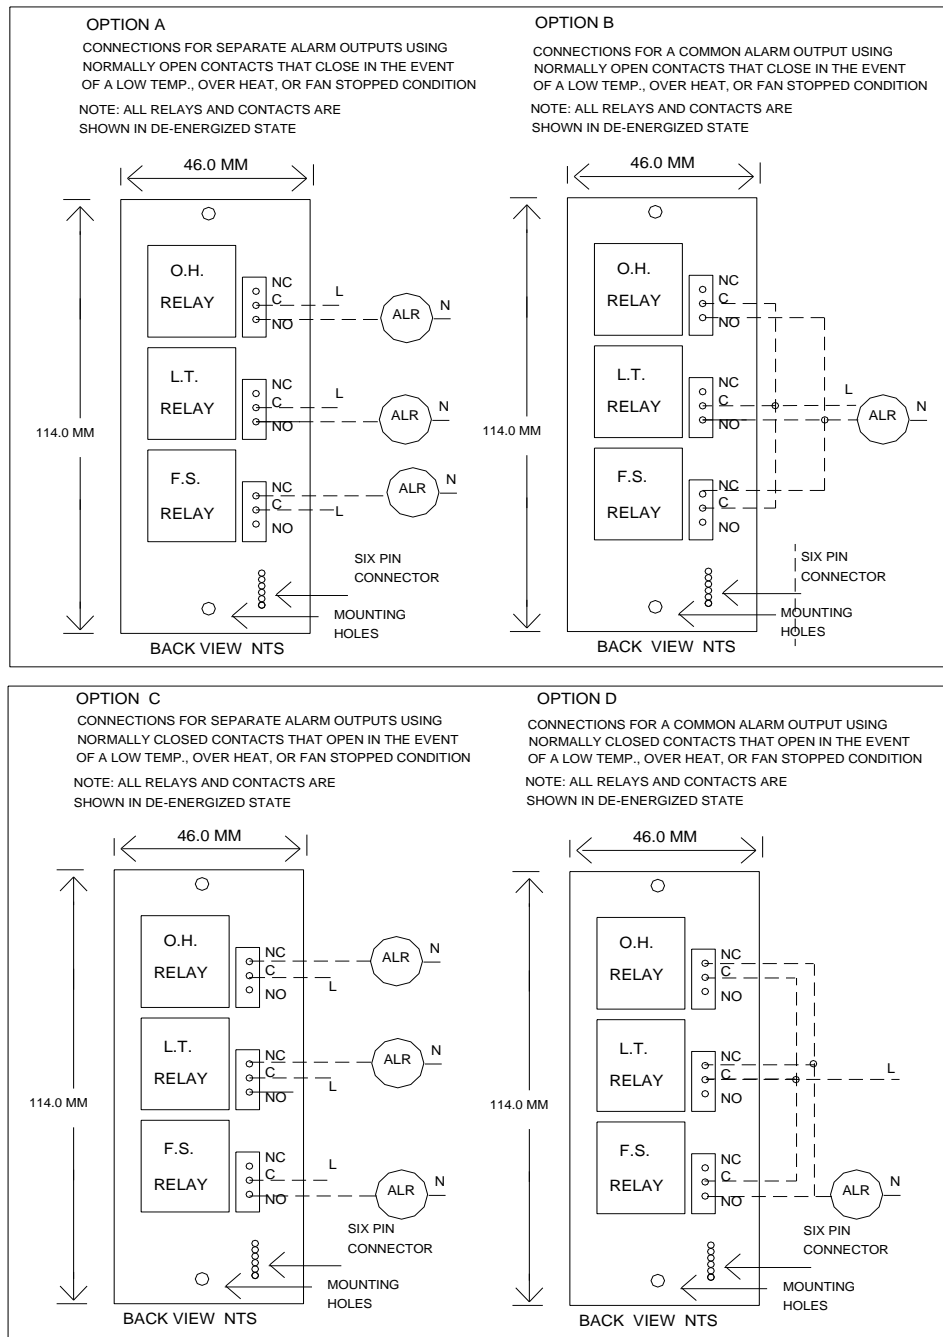 OPTION A
CONNECTIONS FOR SEPARATE ALARM OUTPUTS USING
NORMALLY OPEN CONTACTS THAT CLOSE IN THE EVENT
OF A LOW TEMP., OVER HEAT, OR FAN STOPPED CONDITION
NOTE: ALL RELAYS AND CONTACTS ARE
SHOWN IN DE-ENERGIZED STATE
46.0 MM
114.0 MM
O.H.
RELAY
NC
C
NO
L
ALR
N
L.T.
RELAY
NC
C
NO
L
ALR
N
F.S.
RELAY
NC
C
NO
L
ALR
N
SIX PIN
CONNECTOR
MOUNTING
HOLES
BACK VIEW NTS
OPTION B
CONNECTIONS FOR A COMMON ALARM OUTPUT USING
NORMALLY OPEN CONTACTS THAT CLOSE IN THE EVENT
OF A LOW TEMP., OVER HEAT, OR FAN STOPPED CONDITION
NOTE: ALL RELAYS AND CONTACTS ARE
SHOWN IN DE-ENERGIZED STATE
46.0 MM
114.0 MM
O.H.
RELAY
NC
C
NO
L.T.
RELAY
NC
C
NO
L
ALR
N
F.S.
RELAY
NC
C
NO
SIX PIN
CONNECTOR
MOUNTING
HOLES
BACK VIEW NTS
OPTION C
CONNECTIONS FOR SEPARATE ALARM OUTPUTS USING
NORMALLY CLOSED CONTACTS THAT OPEN IN THE EVENT
OF A LOW TEMP., OVER HEAT, OR FAN STOPPED CONDITION
NOTE: ALL RELAYS AND CONTACTS ARE
SHOWN IN DE-ENERGIZED STATE
46.0 MM
114.0 MM
O.H.
RELAY
NC
C
NO
L
ALR
N
L.T.
RELAY
NC
C
NO
L
ALR
N
F.S.
RELAY
NC
C
NO
L
ALR
N
SIX PIN
CONNECTOR
MOUNTING
HOLES
BACK VIEW NTS
OPTION D
CONNECTIONS FOR A COMMON ALARM OUTPUT USING
NORMALLY CLOSED CONTACTS THAT OPEN IN THE EVENT
OF A LOW TEMP., OVER HEAT, OR FAN STOPPED CONDITION
NOTE: ALL RELAYS AND CONTACTS ARE
SHOWN IN DE-ENERGIZED STATE
46.0 MM
114.0 MM
O.H.
RELAY
NC
C
NO
L.T.
RELAY
NC
C
NO
L
F.S.
RELAY
NC
C
NO
ALR
N
SIX PIN
CONNECTOR
MOUNTING
HOLES
BACK VIEW NTS